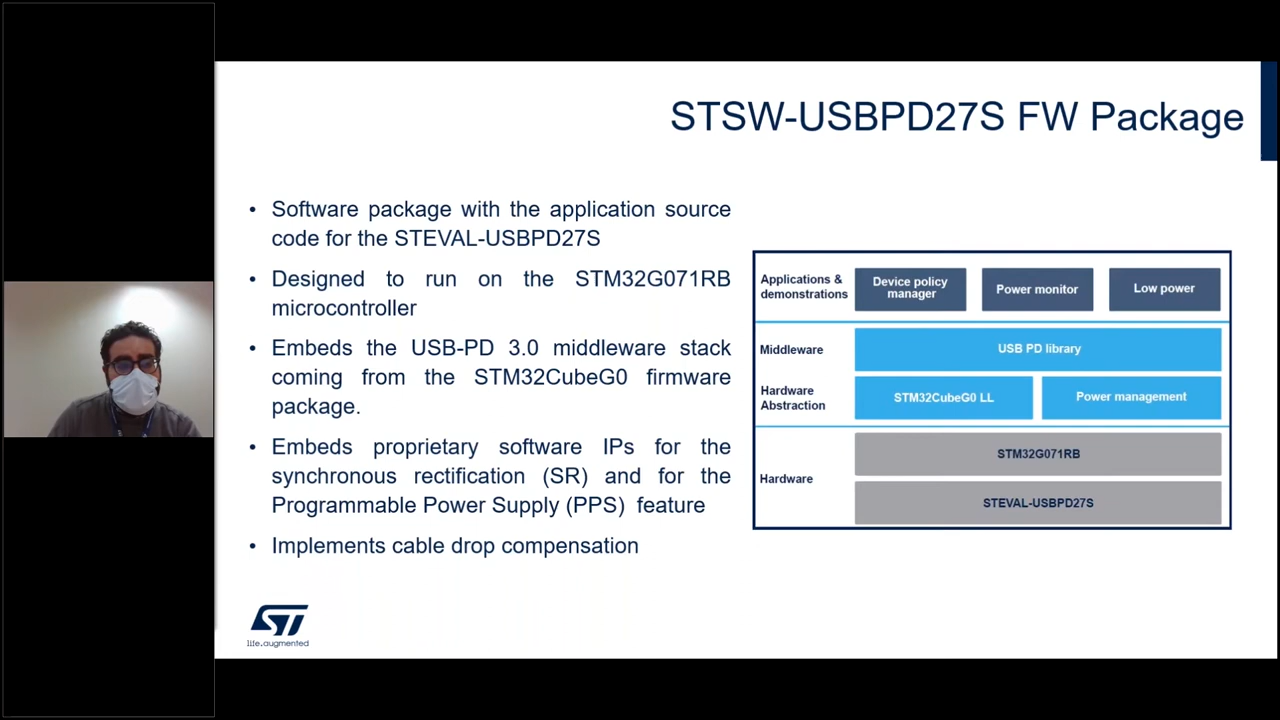 STSW-USBPD27S FW Package
• Software package with the application source
code for the STEVAL-USBPD27S
• Designed to run on the STM32G071RB
microcontroller
• Embeds the USB-PD 3.0 middleware stack
coming from the STM32CubeG0 firmware
package.
• Embeds proprietary software IPs for the
synchronous rectification (SR) and for the
Programmable Power Supply (PPS) feature
• Implements cable drop compensation
Applications &
demonstrations
Device policy
manager
Power monitor
Low power
Middleware
USB PD library
Hardware
Abstraction
STM32CubeG0 LL
Power management
Hardware
STM32G071RB
STEVAL-USBPD27S
ST
life.augmented